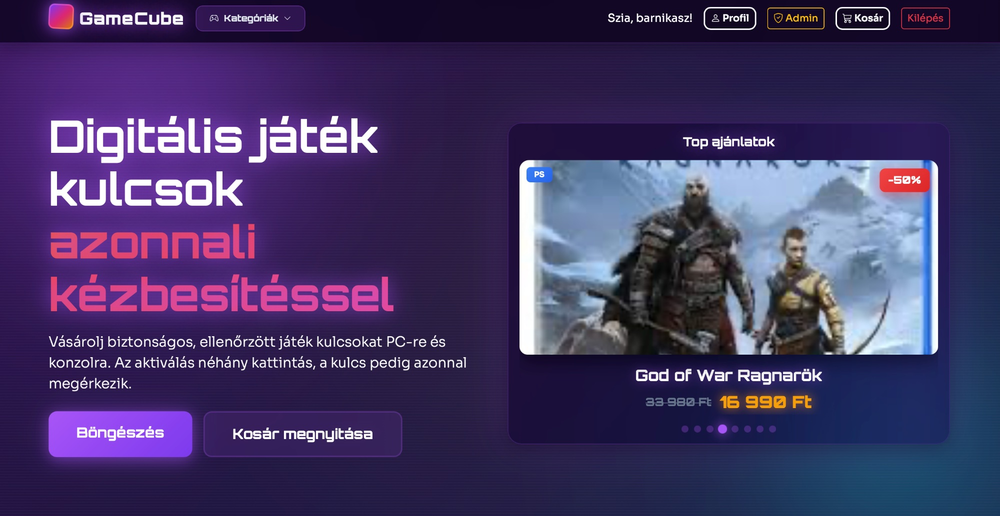 GameCube
Kategóriák
Szia, barnikasz!
Profil
Admin
Kosár
Kilépés
Digitális játék
kulcsok
azonnali
kézbesítéssel
Vásárolj biztonságos, ellenőrzött játék kulcsokat PC-re és
konzolra. Az aktiválás néhány kattintás, a kulcs pedig azonnal
megérkezik.
Böngészés
Kosár megnyitása
Top ajánlatok
RAGNARÖK
PS
-50%
God of War Ragnarök
33 980 Ft 16 990 Ft